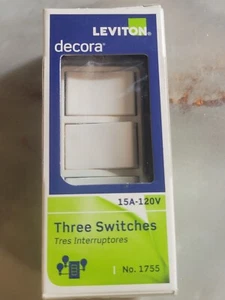 LEVITON®
decora®
15A-120V
Three Switches
Tres Interruptores
No. 1755